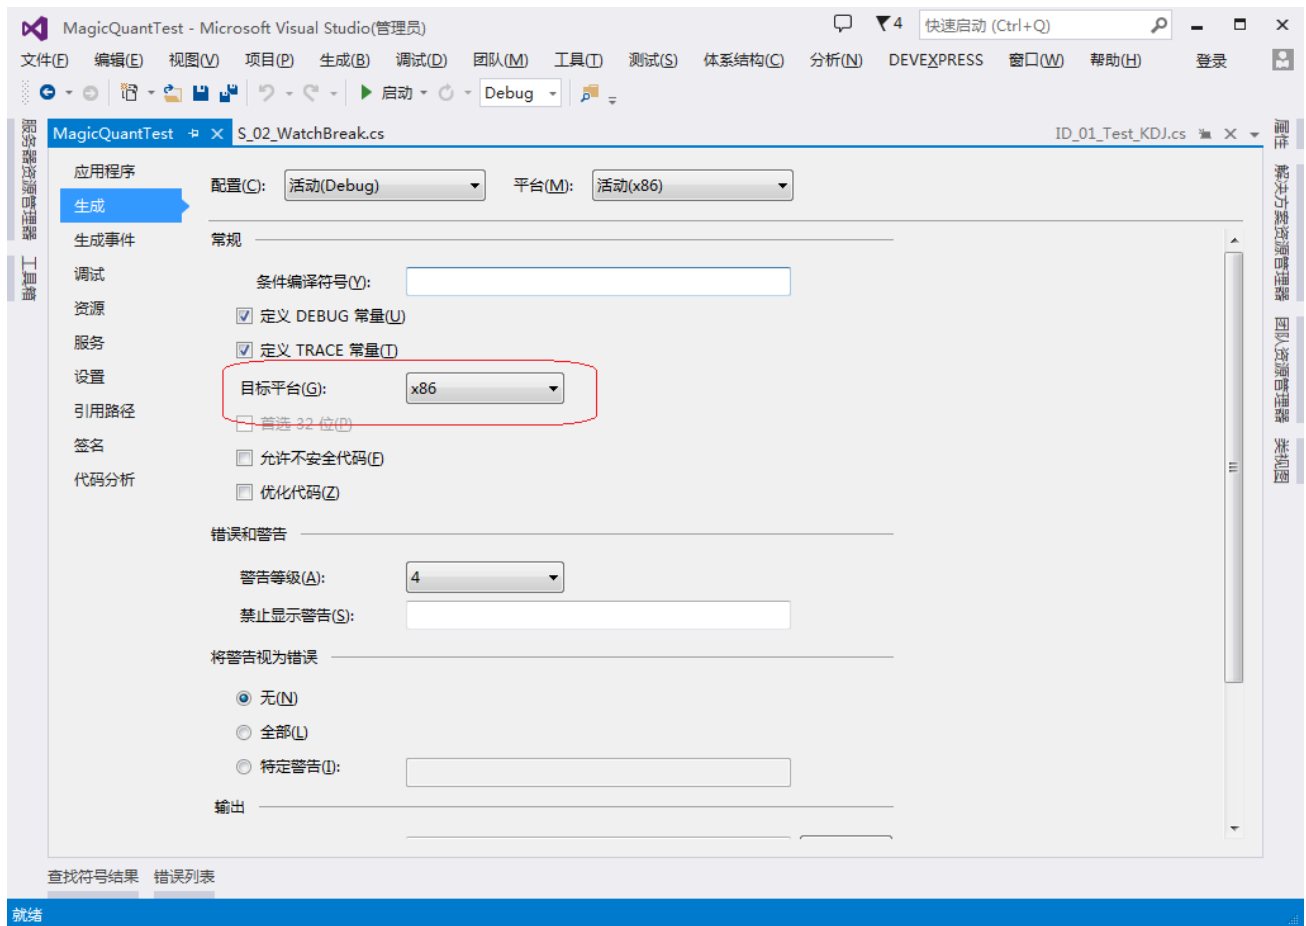 MagicQuantTest - Microsoft Visual Studio(管理员)
4
快速启动 (Ctrl+Q)
文件(F) 编辑(E) 视图(V) 项目(P) 生成(B) 调试(D) 团队(M) 工具(T) 测试(S) 体系结构(C) 分析(N) DEVEXPRESS 窗口(W) 帮助(H) 登录
启动 Debug
服务器资源管理器
工具箱
MagicQuantTest S_02_WatchBreak.cs ID_01_Test_KDJ.cs
应用程序
生成
生成事件
调试
资源
服务
设置
引用路径
签名
代码分析
配置(C): 活动(Debug) 平台(M): 活动(x86)
常规
条件编译符号(Y):
定义 DEBUG 常量(U)
定义 TRACE 常量(T)
目标平台(G): x86
首选 32 位(P)
允许不安全代码(F)
优化代码(Z)
错误和警告
警告等级(A): 4
禁止显示警告(S):
将警告视为错误
无(N)
全部(L)
特定警告(I):
输出
属性
解决方案资源管理器
团队资源管理器
类视图
查找符号结果 错误列表
就绪